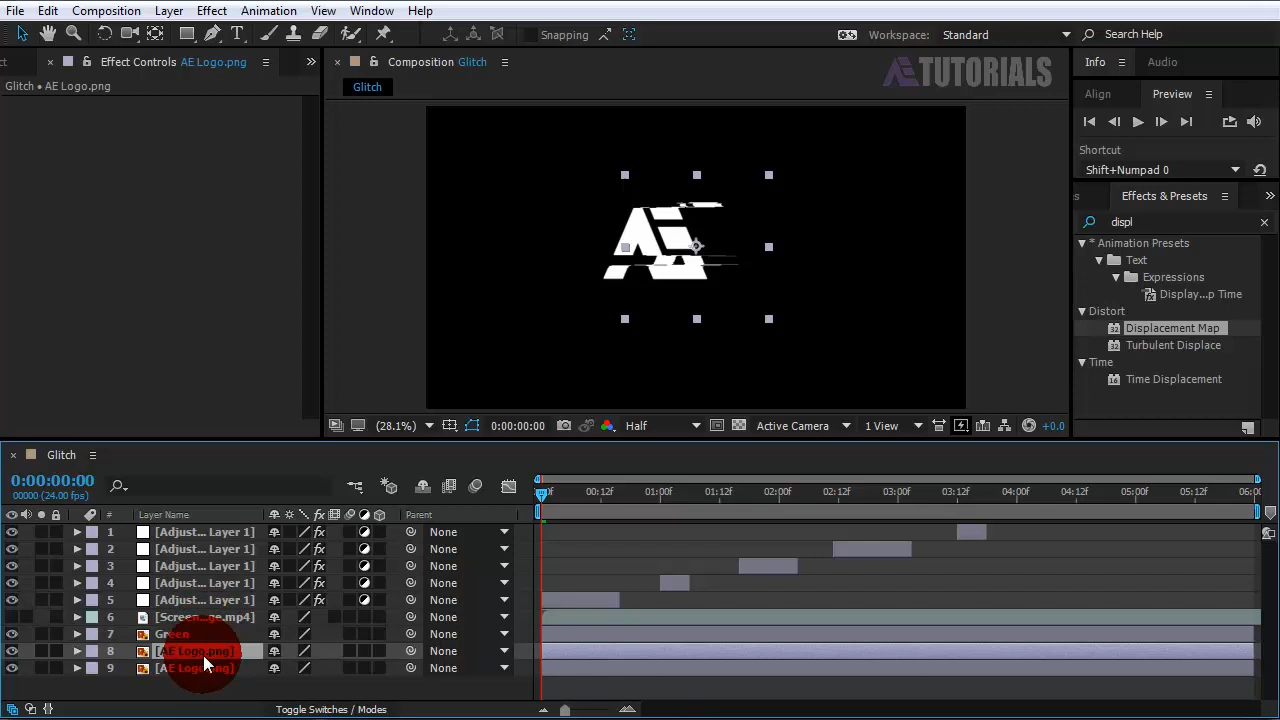 File Edit Composition Layer Effect Animation View Window Help
Snapping Workspace: Standard Search Help
Effect Controls AE Logo.png
Composition Glitch
Info Audio
Glitch • AE Logo.png
Glitch
AE TUTORIALS
Align Preview
Shortcut
Shift+Numpad 0
Effects & Presets
displ
* Animation Presets
Text
Expressions
Display...p Time
Distort
Displacement Map
Turbulent Displace
Time
Time Displacement
AE
(28.1%) 0:00:00:00 Half Active Camera 1 View +0.0
Glitch
0:00:00:00
00000 (24.00 fps)
00:12f 01:00f 01:12f 02:00f 02:12f 03:00f 03:12f 04:00f 04:12f 05:00f 05:12f 06:00
# Layer Name Parent
1 [Adjust... Layer 1] None
2 [Adjust... Layer 1] None
3 [Adjust... Layer 1] None
4 [Adjust... Layer 1] None
5 [Adjust... Layer 1] None
6 [Screen...ge.mp4] None
7 Green None
8 [AE Logo.png] None
9 [AE Logo.png] None
Toggle Switches / Modes